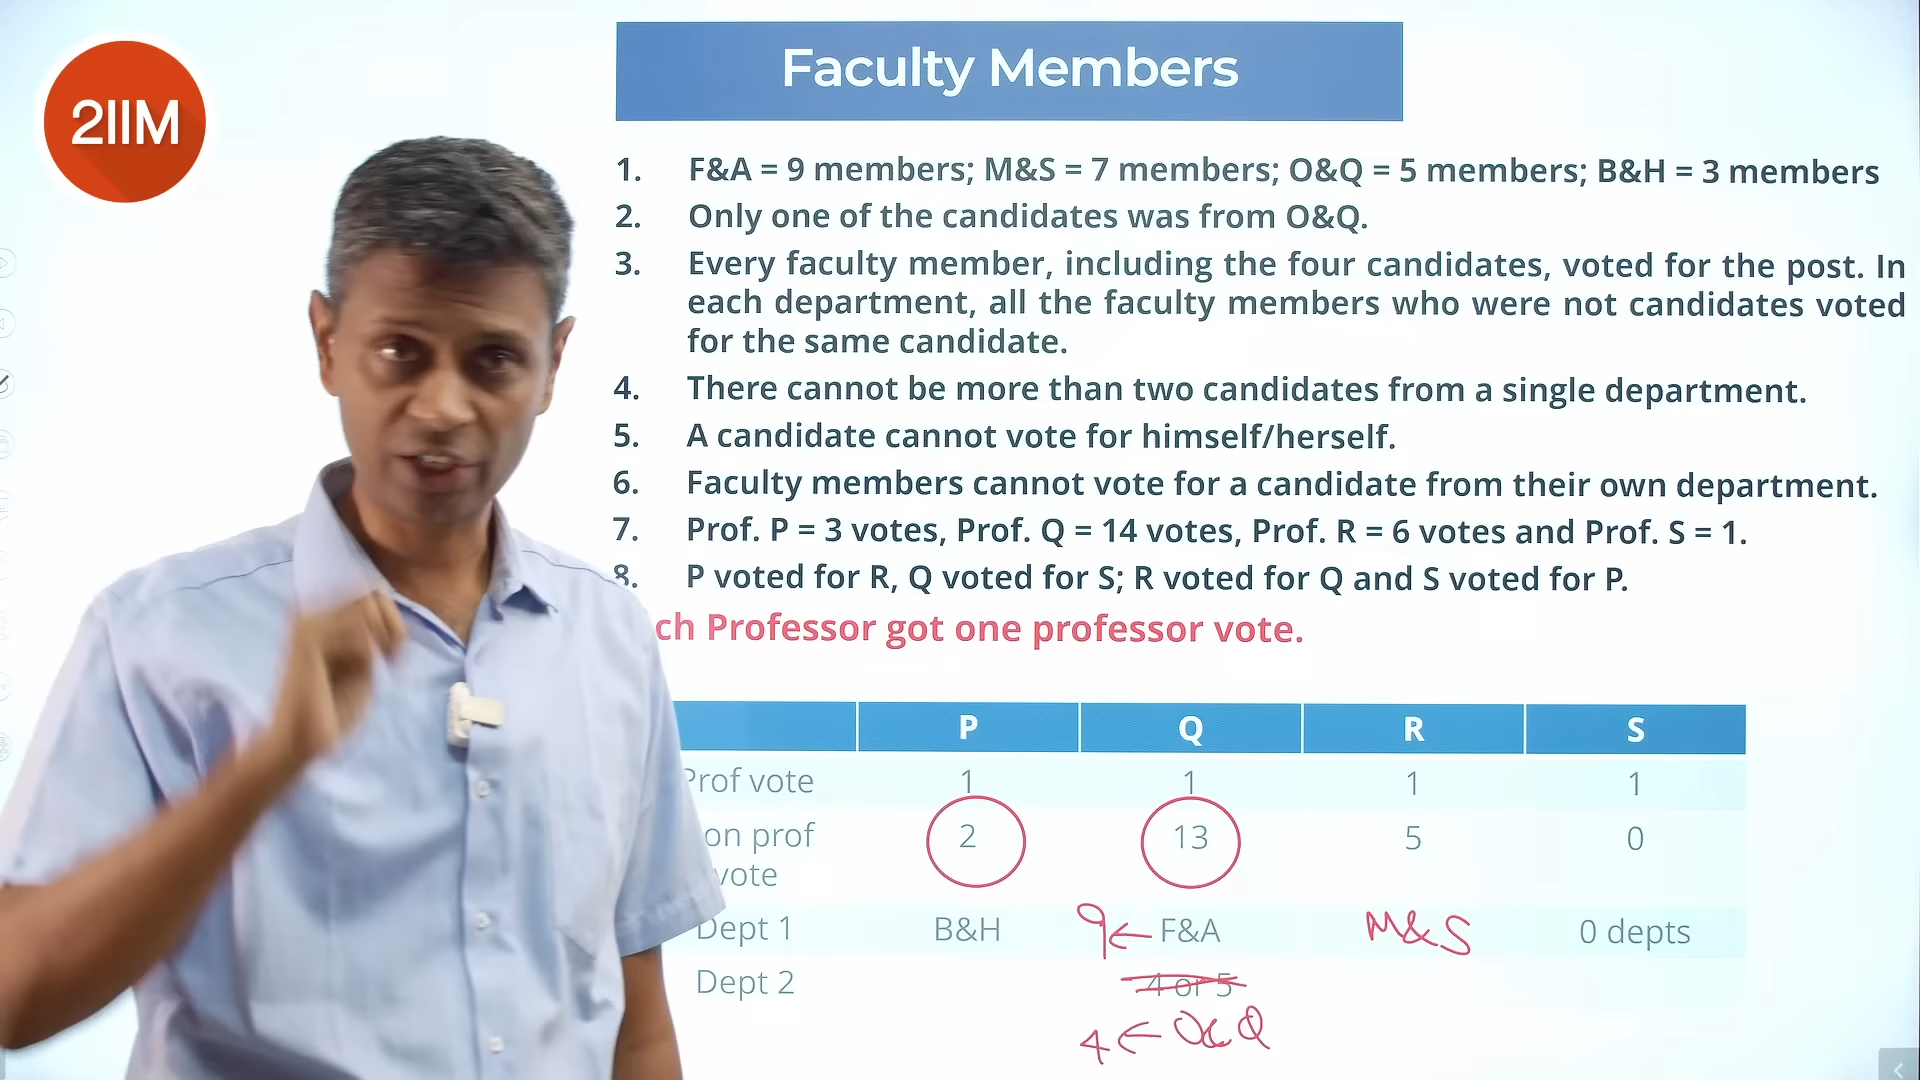 2IIM
Faculty Members
1. F&A = 9 members; M&S = 7 members; O&Q = 5 members; B&H = 3 members
2. Only one of the candidates was from O&Q.
3. Every faculty member, including the four candidates, voted for the post. In
each department, all the faculty members who were not candidates voted
for the same candidate.
4. There cannot be more than two candidates from a single department.
5. A candidate cannot vote for himself/herself.
6. Faculty members cannot vote for a candidate from their own department.
7. Prof. P = 3 votes, Prof. Q = 14 votes, Prof. R = 6 votes and Prof. S = 1.
8. P voted for R, Q voted for S; R voted for Q and S voted for P.
ch Professor got one professor vote.
P Q R S
Prof vote 1 1 1 1
on prof 2 13 5 0
vote
Dept 1 B&H 9 ← F&A M&S 0 depts
Dept 2 4 or 5
4 ← O&Q